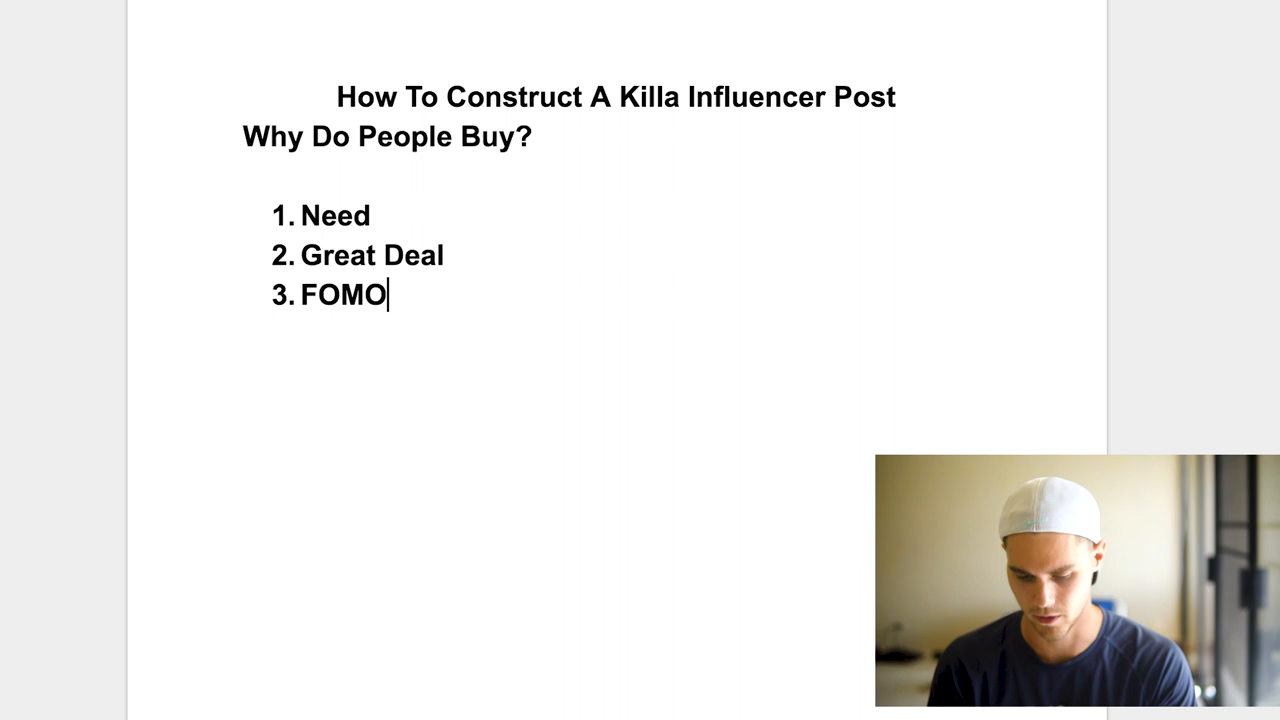 How To Construct A Killa Influencer Post
Why Do People Buy?
1. Need
2. Great Deal
3. FOMO